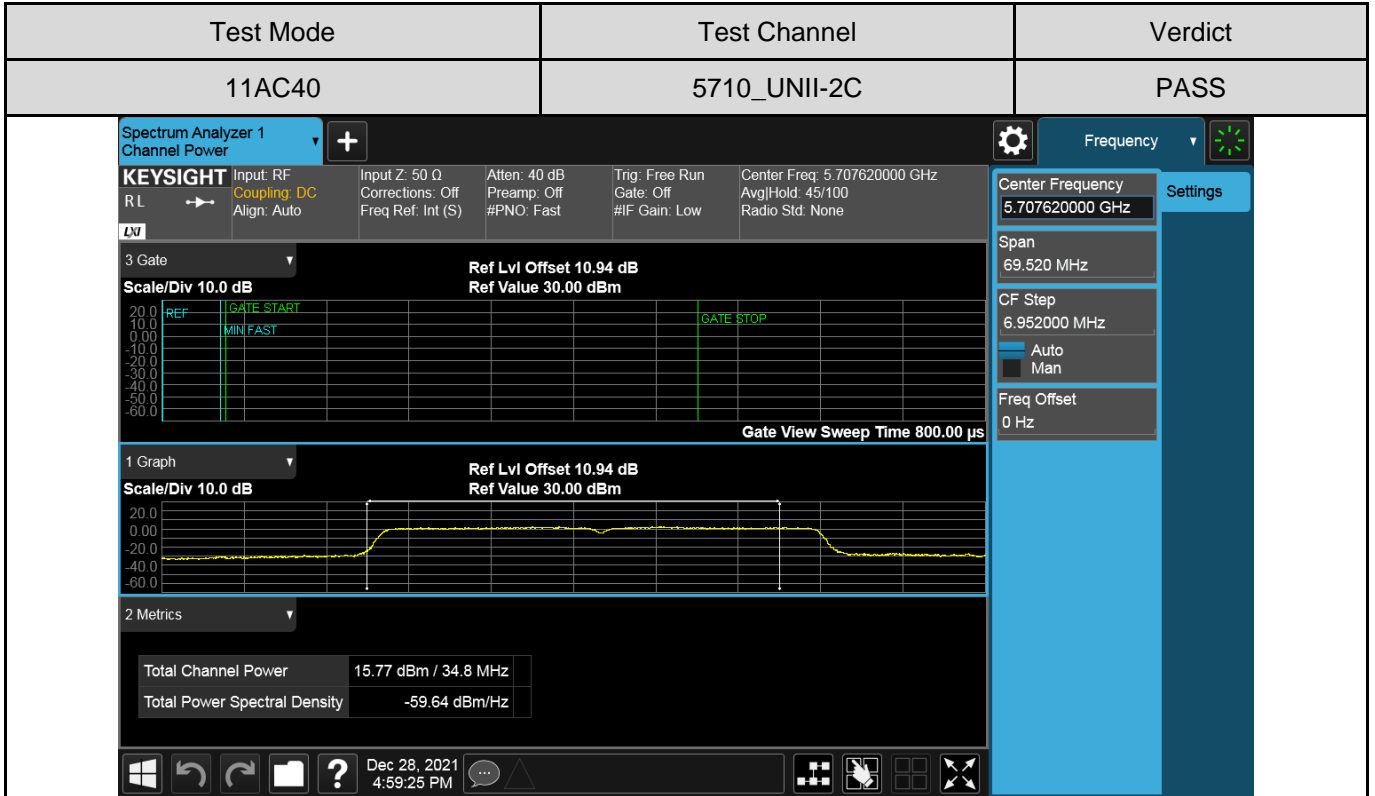 Test Mode Test Channel Verdict
11AC40 5710_UNII-2C PASS
Spectrum Analyzer 1
Channel Power
+
Frequency
KEYSIGHT
RL
LXI
Input: RF
Coupling: DC
Align: Auto
Input Z: 50 Ω
Corrections: Off
Freq Ref: Int (S)
Atten: 40 dB
Preamp: Off
#PNO: Fast
Trig: Free Run
Gate: Off
#IF Gain: Low
Center Freq: 5.707620000 GHz
Avg|Hold: 45/100
Radio Std: None
Center Frequency
5.707620000 GHz
Settings
Span
69.520 MHz
CF Step
6.952000 MHz
Auto
Man
Freq Offset
0 Hz
3 Gate
Scale/Div 10.0 dB
Ref Lvl Offset 10.94 dB
Ref Value 30.00 dBm
20.0
10.0
0.00
-10.0
-20.0
-30.0
-40.0
-50.0
-60.0
REF
GATE START
MIN FAST
GATE STOP
Gate View Sweep Time 800.00 µs
1 Graph
Scale/Div 10.0 dB
Ref Lvl Offset 10.94 dB
Ref Value 30.00 dBm
20.0
0.00
-20.0
-40.0
-60.0
2 Metrics
Total Channel Power 15.77 dBm / 34.8 MHz
Total Power Spectral Density -59.64 dBm/Hz
?
Dec 28, 2021
4:59:25 PM